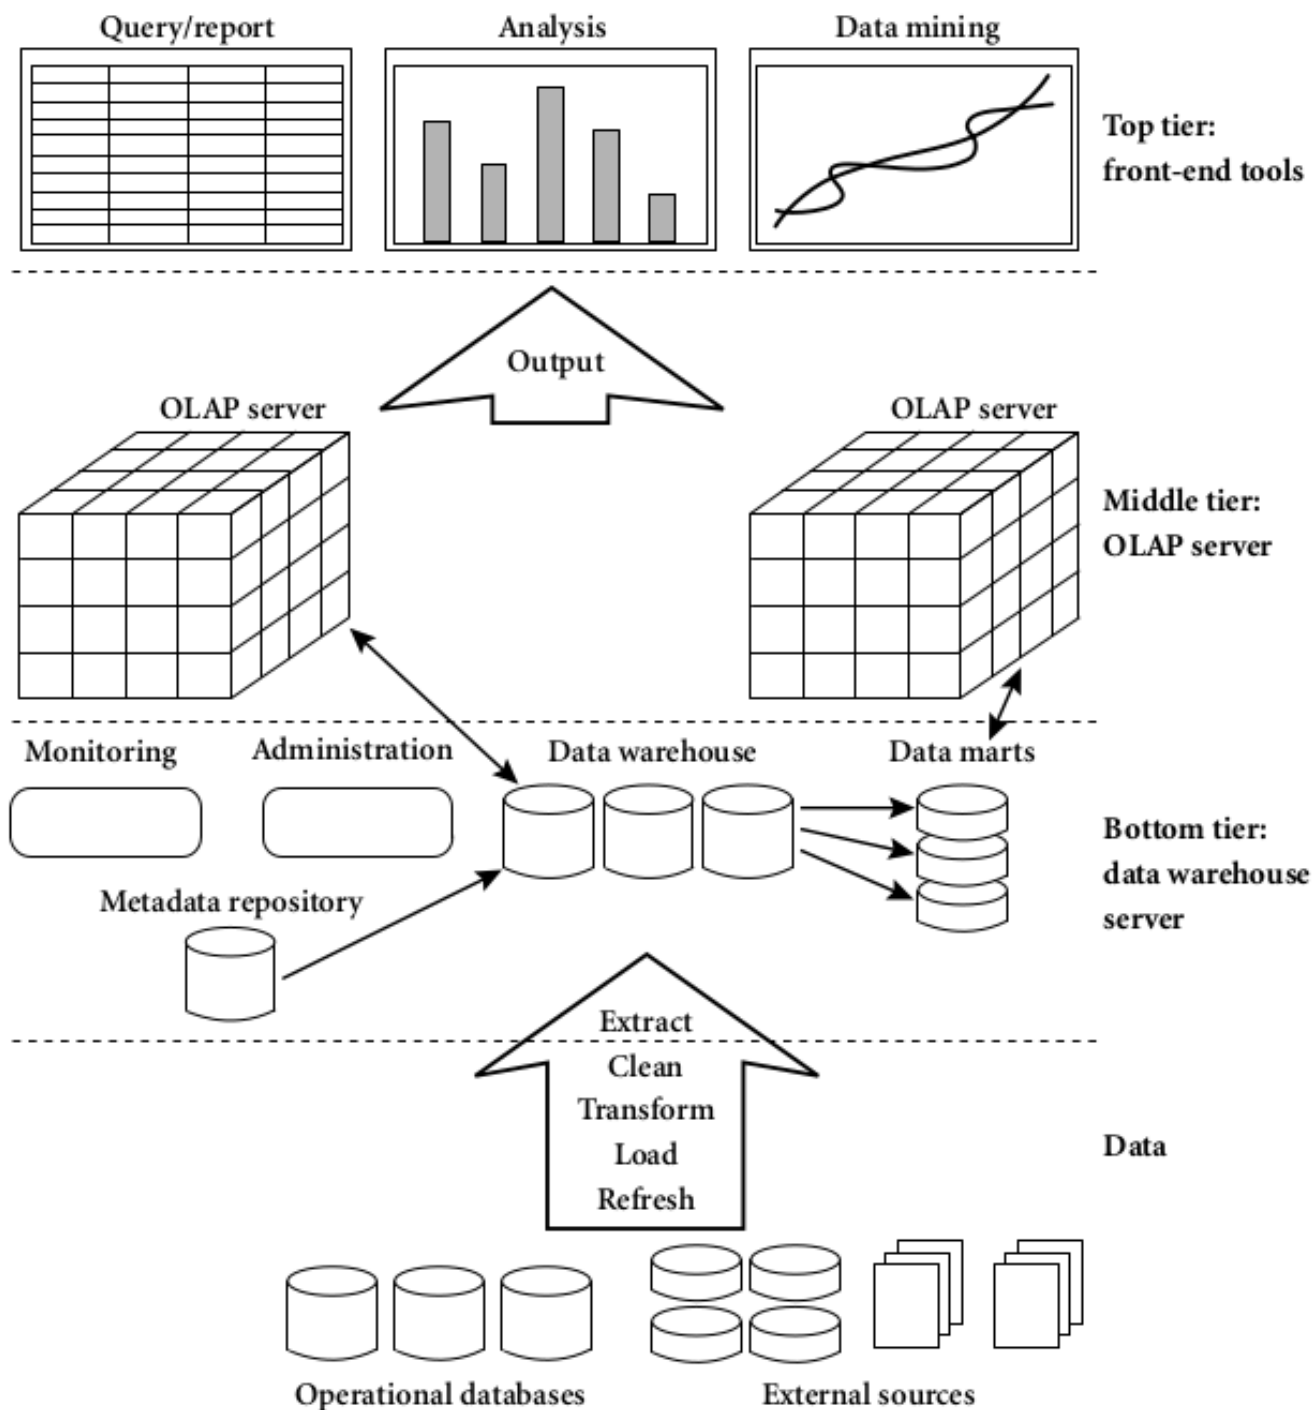 Query/report
Analysis
Data mining
Top tier:
front-end tools
Output
OLAP server
OLAP server
Middle tier:
OLAP server
Monitoring
Administration
Data warehouse
Data marts
Bottom tier:
data warehouse
server
Metadata repository
Extract
Clean
Transform
Load
Refresh
Data
Operational databases
External sources